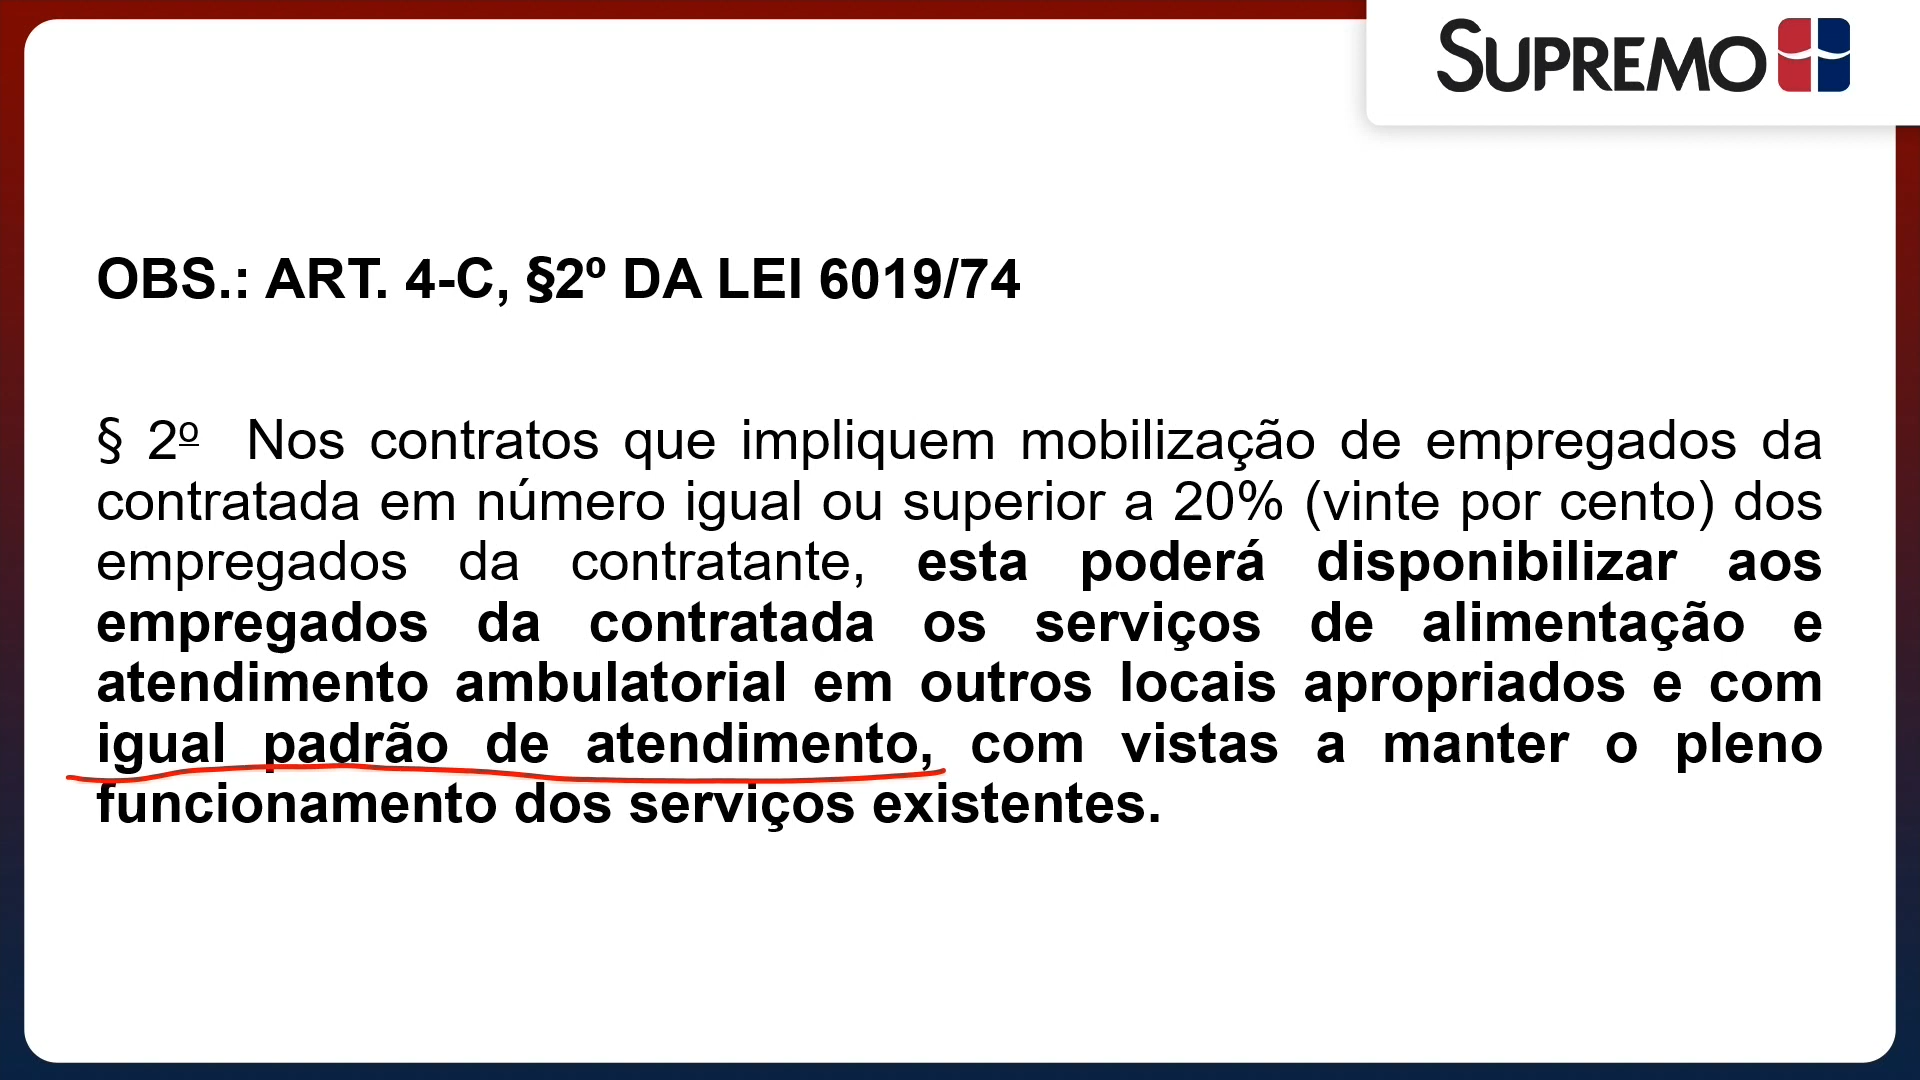 SUPREMO
OBS.: ART. 4-C, §2º DA LEI 6019/74
§ 2º Nos contratos que impliquem mobilização de empregados da
contratada em número igual ou superior a 20% (vinte por cento) dos
empregados da contratante, esta poderá disponibilizar aos
empregados da contratada os serviços de alimentação e
atendimento ambulatorial em outros locais apropriados e com
igual padrão de atendimento, com vistas a manter o pleno
funcionamento dos serviços existentes.